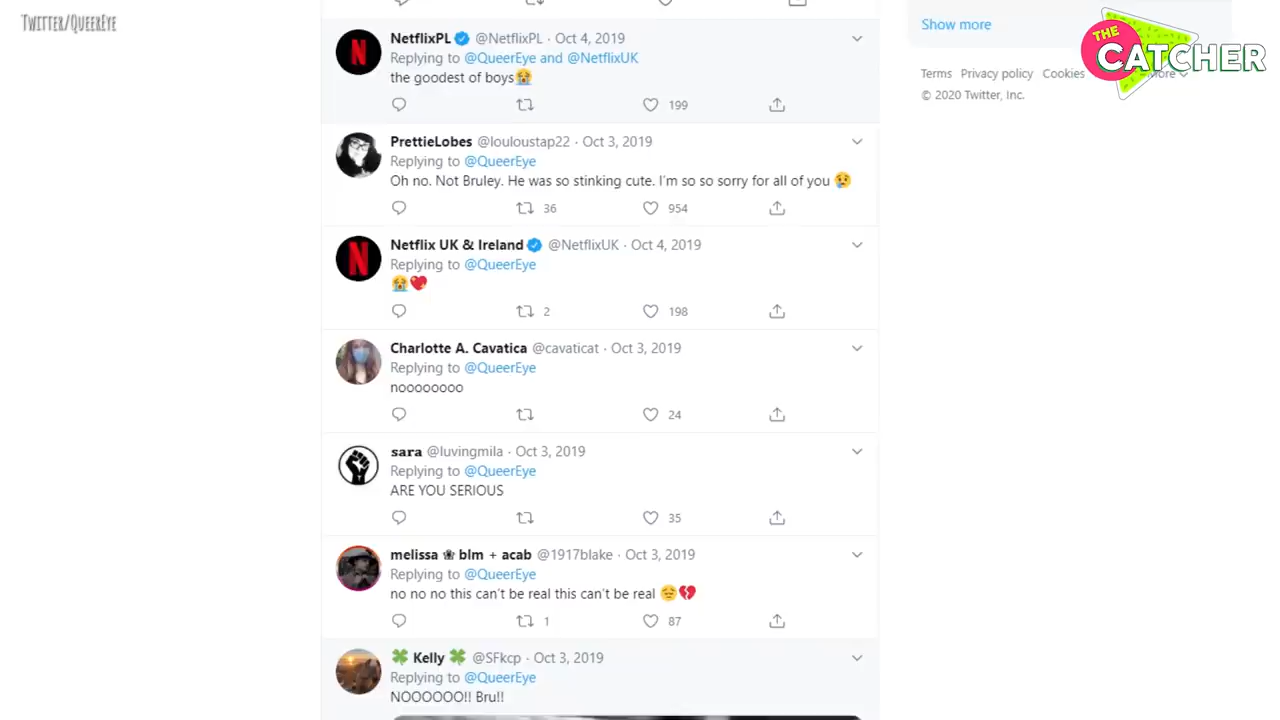 TWITTER/QUEEREYE
Show more
THE
CATCHER
Terms Privacy policy Cookies More
© 2020 Twitter, Inc.
NetflixPL @NetflixPL · Oct 4, 2019
Replying to @QueerEye and @NetflixUK
the goodest of boys😭
199
PrettieLobes @louloustap22 · Oct 3, 2019
Replying to @QueerEye
Oh no. Not Bruley. He was so stinking cute. I'm so so sorry for all of you 😢
36 954
Netflix UK & Ireland @NetflixUK · Oct 4, 2019
Replying to @QueerEye
😭💖
2 198
Charlotte A. Cavatica @cavaticat · Oct 3, 2019
Replying to @QueerEye
noooooooo
24
sara @luvingmila · Oct 3, 2019
Replying to @QueerEye
ARE YOU SERIOUS
35
melissa ❀ blm + acab @1917blake · Oct 3, 2019
Replying to @QueerEye
no no no this can't be real this can't be real 😔💔
1 87
🍀 Kelly 🍀 @SFkcp · Oct 3, 2019
Replying to @QueerEye
NOOOOOO!! Bru!!